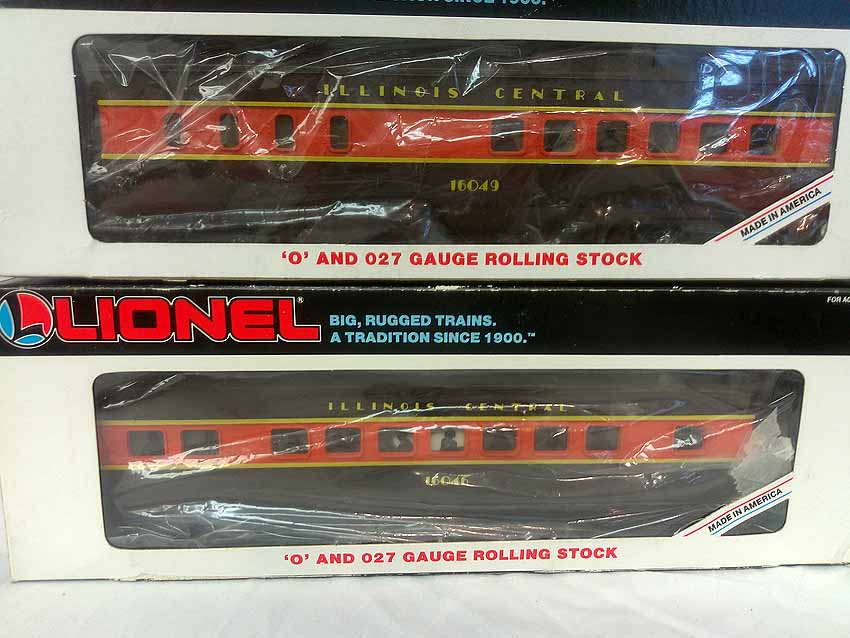 ILLINOIS CENTRAL
16049
MADE IN AMERICA
'O' AND 027 GAUGE ROLLING STOCK
LIONEL®
BIG, RUGGED TRAINS.
A TRADITION SINCE 1900.™
ILLINOIS CENTRAL
MADE IN AMERICA
'O' AND 027 GAUGE ROLLING STOCK